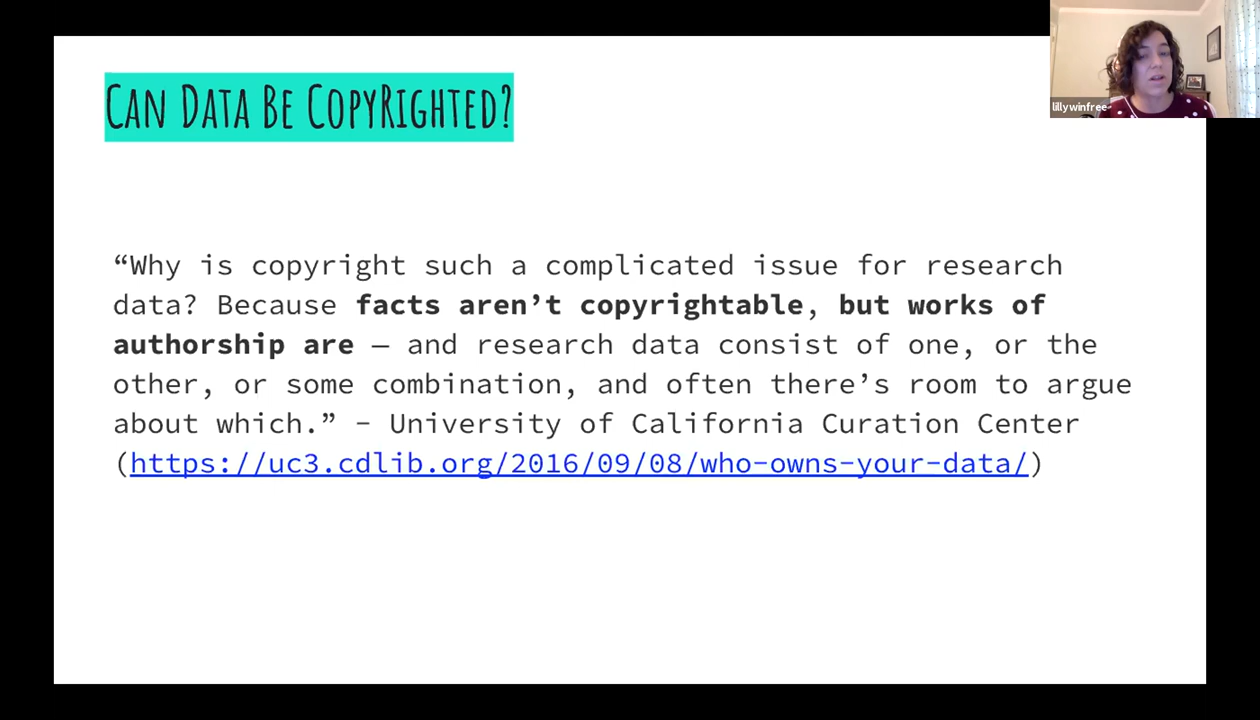 Can Data Be CopyRighted?
lillywinfree
“Why is copyright such a complicated issue for research
data? Because facts aren’t copyrightable, but works of
authorship are — and research data consist of one, or the
other, or some combination, and often there’s room to argue
about which.” – University of California Curation Center
(https://uc3.cdlib.org/2016/09/08/who-owns-your-data/)